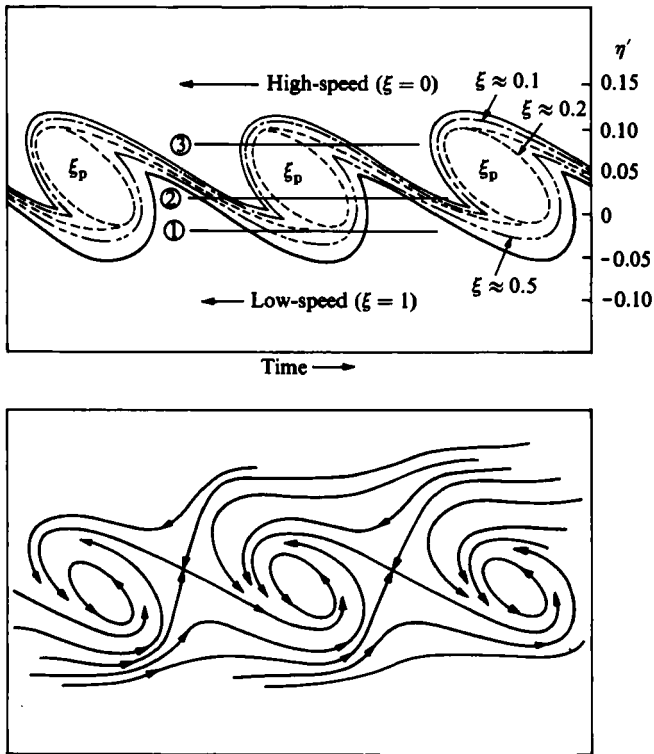 η′
High-speed (ξ = 0)
ξ ≈ 0.1
0.15
ξ ≈ 0.2
③
0.10
ξₚ
ξₚ
ξₚ
0.05
②
0
①
−0.05
ξ ≈ 0.5
Low-speed (ξ = 1)
−0.10
Time